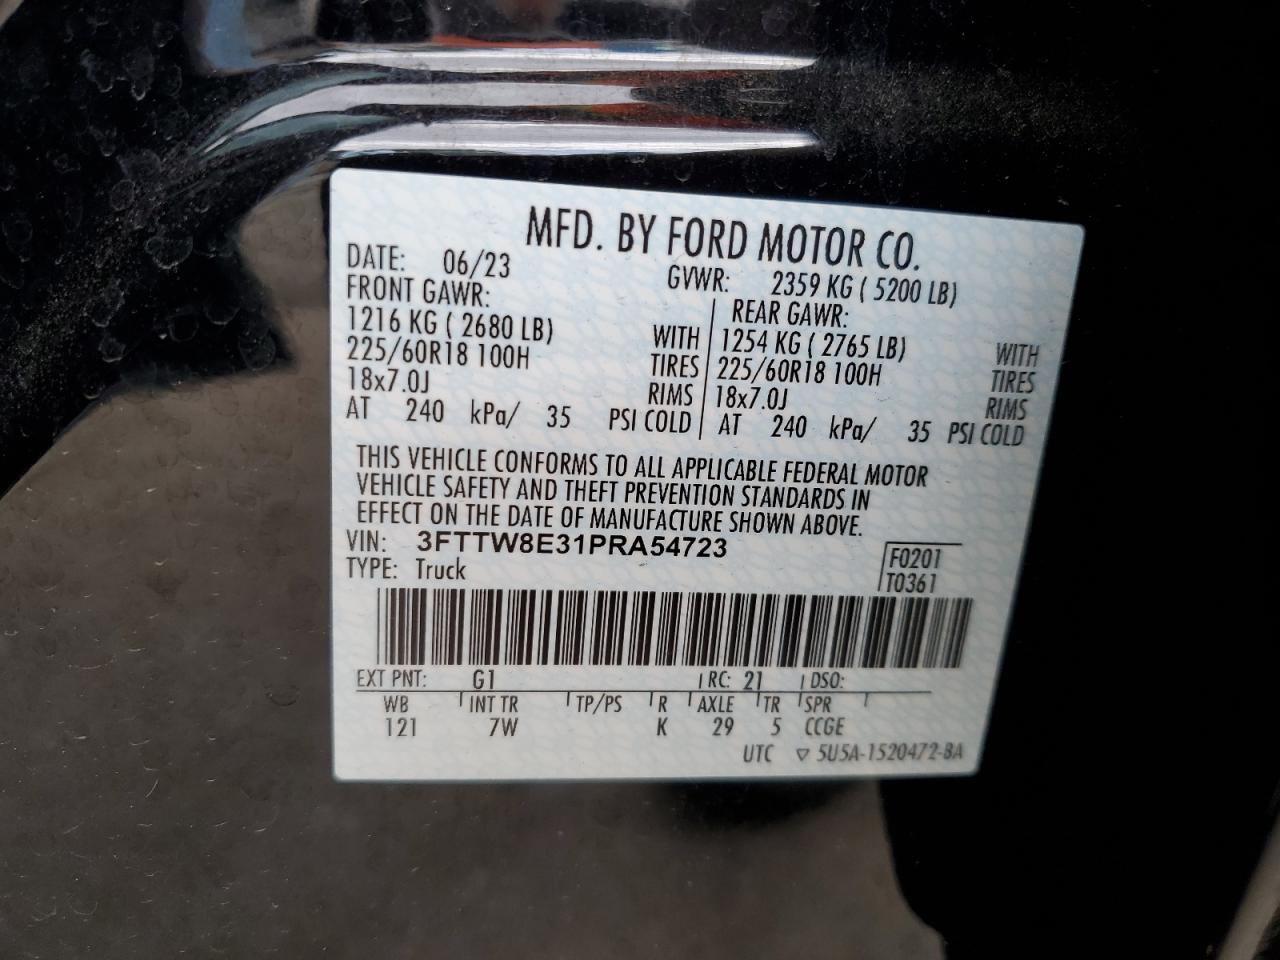 MFD. BY FORD MOTOR CO.
DATE: 06/23 GVWR: 2359 KG ( 5200 LB)
FRONT GAWR: REAR GAWR:
1216 KG ( 2680 LB) WITH 1254 KG ( 2765 LB) WITH
225/60R18 100H TIRES 225/60R18 100H TIRES
18x7.0J RIMS 18x7.0J RIMS
AT 240 kPa/ 35 PSI COLD AT 240 kPa/ 35 PSI COLD
THIS VEHICLE CONFORMS TO ALL APPLICABLE FEDERAL MOTOR
VEHICLE SAFETY AND THEFT PREVENTION STANDARDS IN
EFFECT ON THE DATE OF MANUFACTURE SHOWN ABOVE.
VIN: 3FTTW8E31PRA54723 F0201
TYPE: Truck T0361
EXT PNT: G1 RC: 21 DSO:
WB INT TR TP/PS R AXLE TR SPR
121 7W K 29 5 CCGE
UTC ▽ 5U5A-1520472-BA